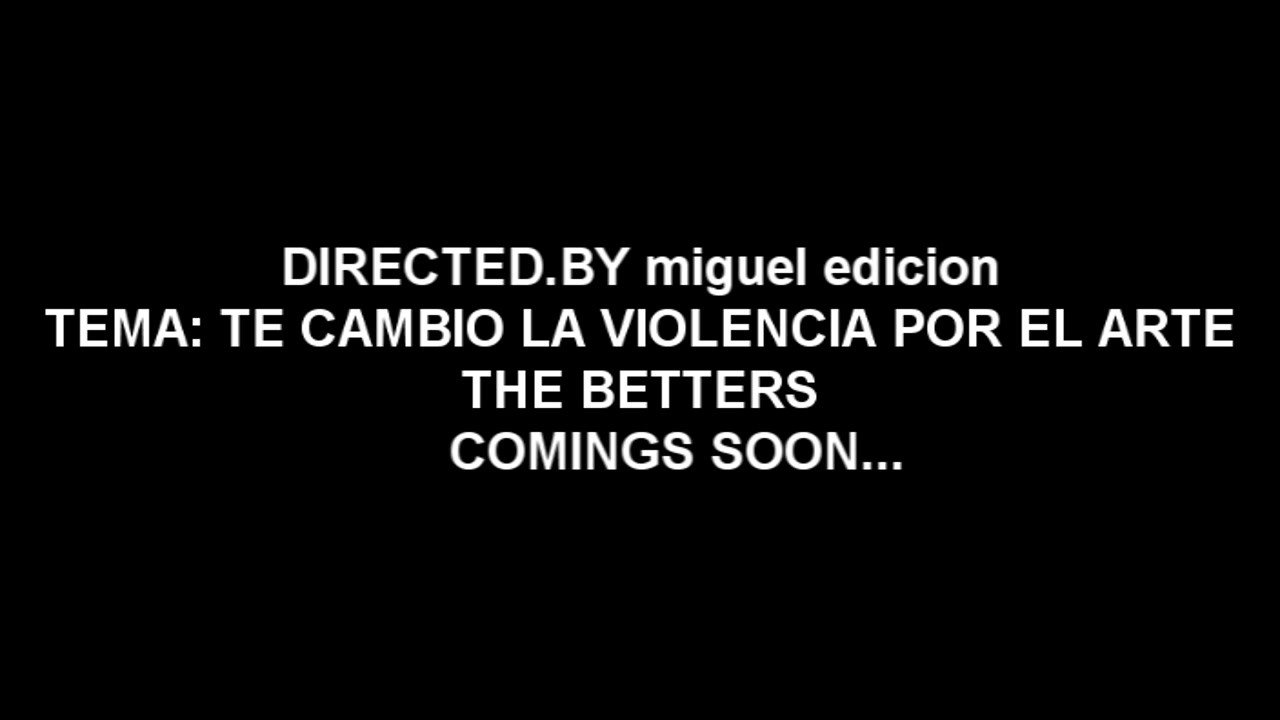 DIRECTED.BY miguel edicion
TEMA: TE CAMBIO LA VIOLENCIA POR EL ARTE
THE BETTERS
COMINGS SOON...